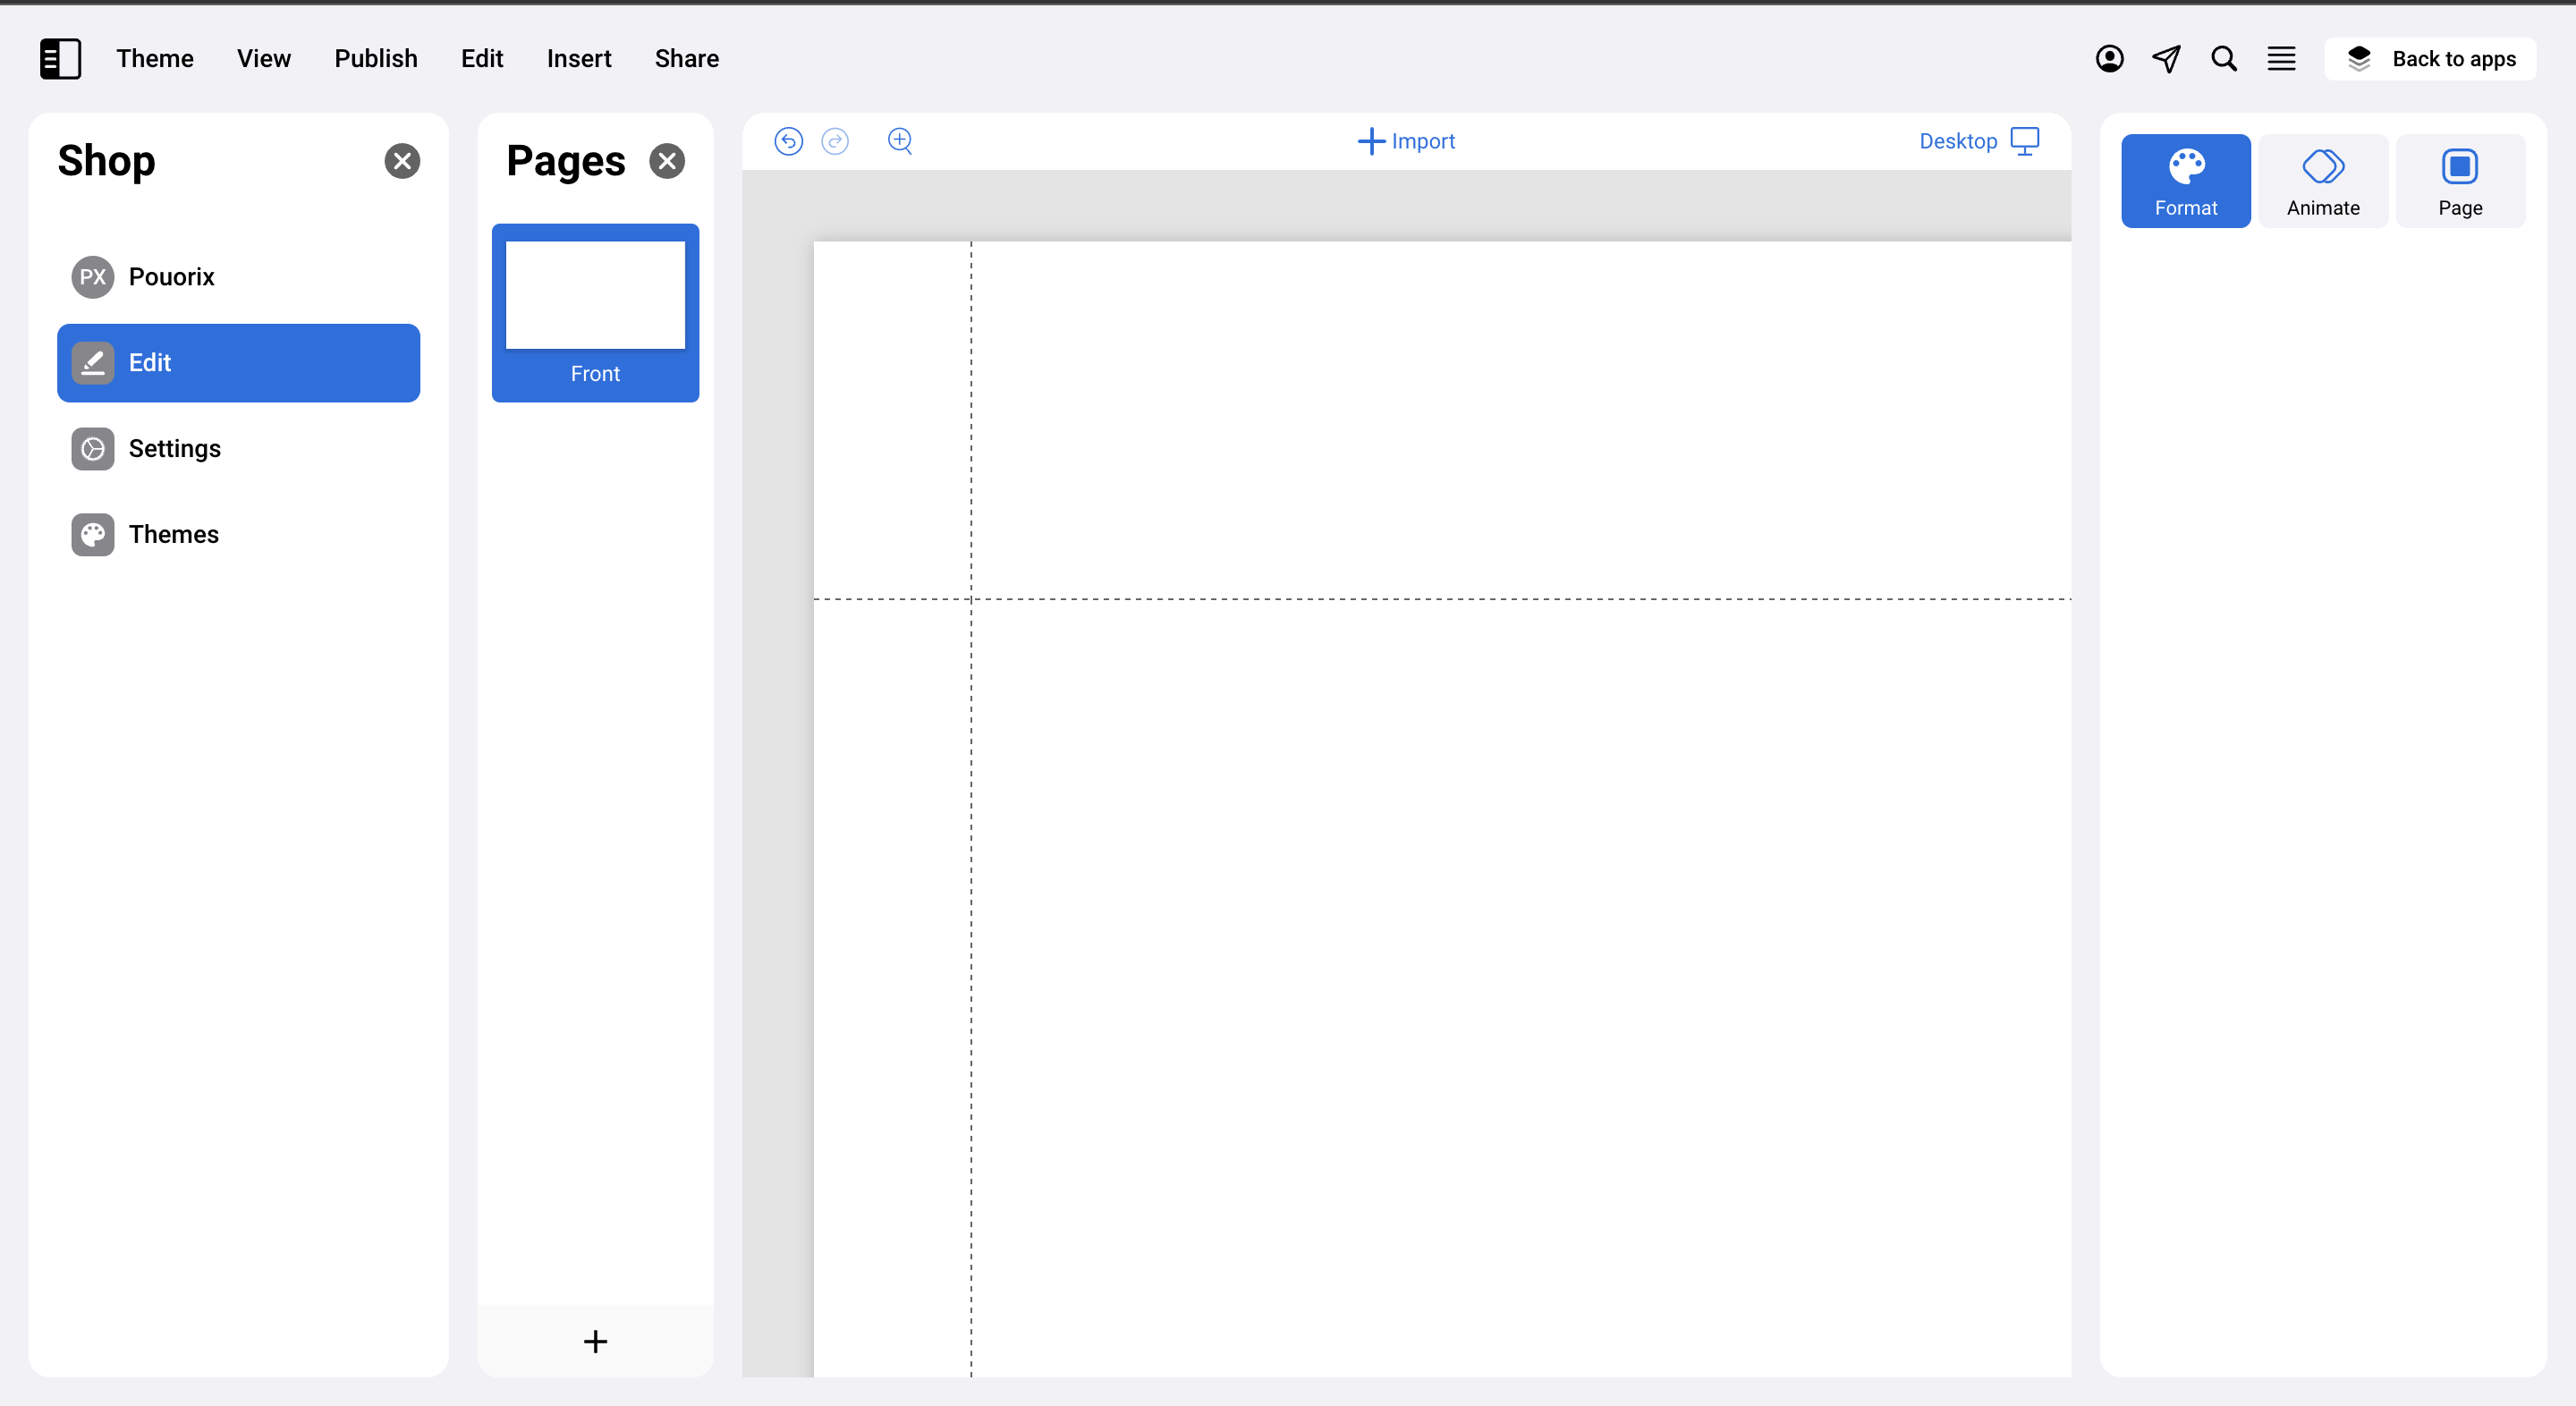 Theme View Publish Edit Insert Share Back to apps
Shop
PX Pouorix
Edit
Settings
Themes
Pages
Front
Import Desktop
Format Animate Page